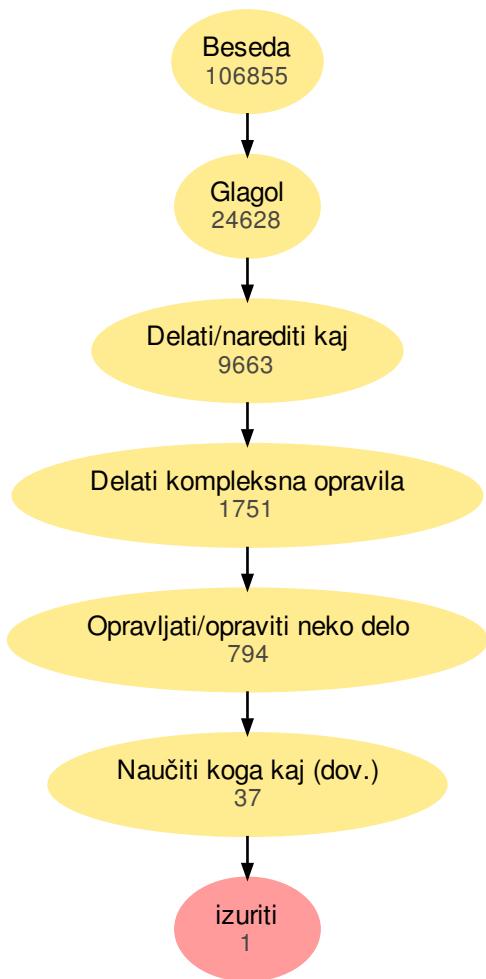 Beseda
106855
Glagol
24628
Delati/narediti kaj
9663
Delati kompleksna opravila
1751
Opravljati/opraviti neko delo
794
Naučiti koga kaj (dov.)
37
izuriti
1